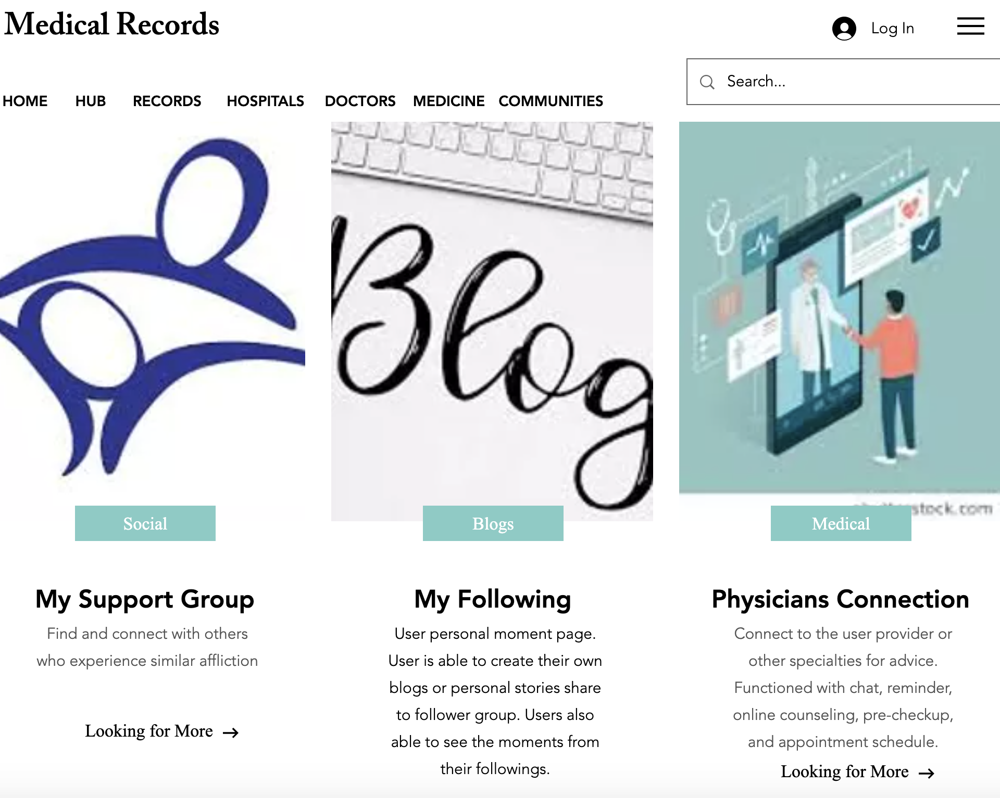 Medical Records
Log In
Search...
HOME HUB RECORDS HOSPITALS DOCTORS MEDICINE COMMUNITIES
Blog
stock.com
Social
Blogs
Medical
My Support Group
Find and connect with others
who experience similar affliction
Looking for More →
My Following
User personal moment page.
User is able to create their own
blogs or personal stories share
to follower group. Users also
able to see the moments from
their followings.
Physicians Connection
Connect to the user provider or
other specialties for advice.
Functioned with chat, reminder,
online counseling, pre-checkup,
and appointment schedule.
Looking for More →